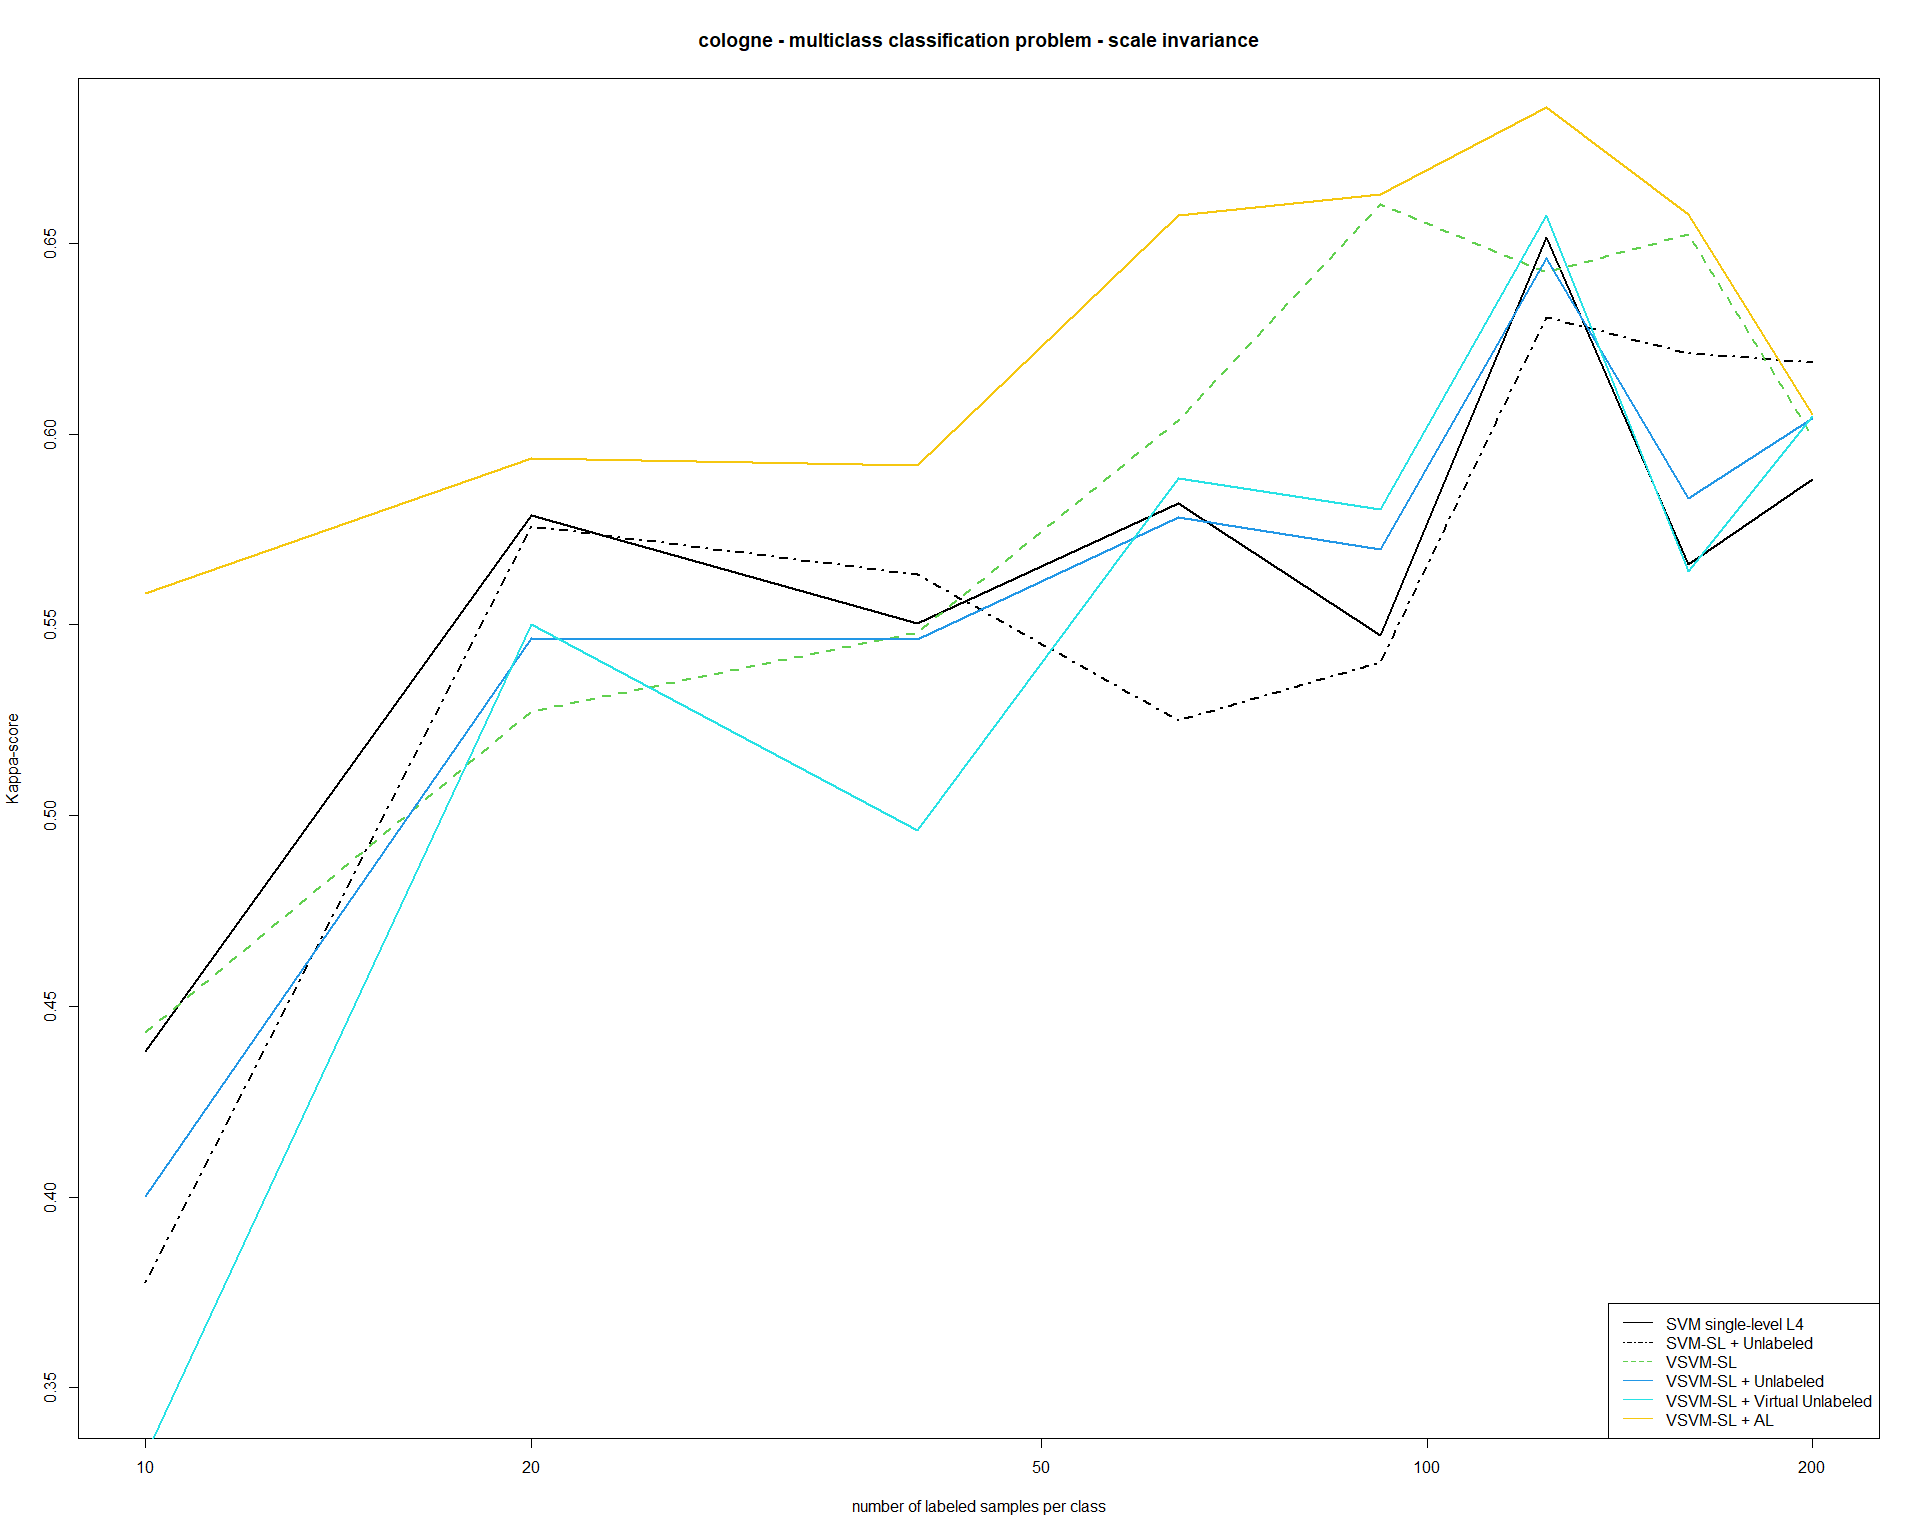 cologne - multiclass classification problem - scale invariance
Kappa-score
0.65
0.60
0.55
0.50
0.45
0.40
0.35
SVM single-level L4
SVM-SL + Unlabeled
VSVM-SL
VSVM-SL + Unlabeled
VSVM-SL + Virtual Unlabeled
VSVM-SL + AL
10 20 50 100 200
number of labeled samples per class